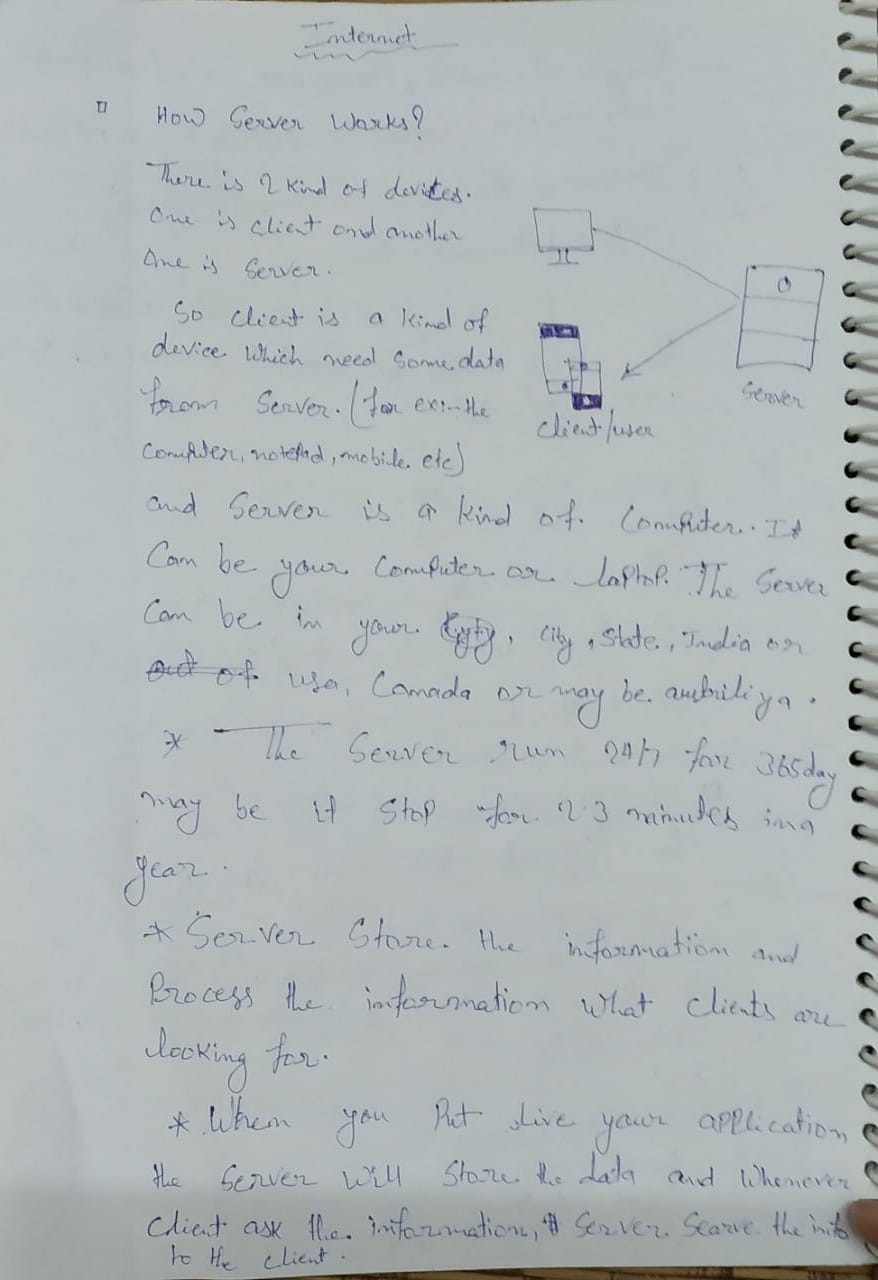 Internet
How Server Works?
There is 2 kind of devices.
One is client and another
one is Server.
So client is a kind of
device which need some data
from Server. (for ex:- the
computer, notepad, mobile etc)
Server
client/user
and Server is a kind of Computer. It
Can be your Computer or laptop. The Server
Can be in your, city, State, India or
out of usa, Canada or may be
* The Server run 24/7 for 365 day
may be it stop for 2 3 minutes in a
year.
* Server Store the information and
Process the information what clients are
looking for.
* When you Put live your application
the Server will Store the data and Whenever
Client ask the information, Server Searve the info
to the client.